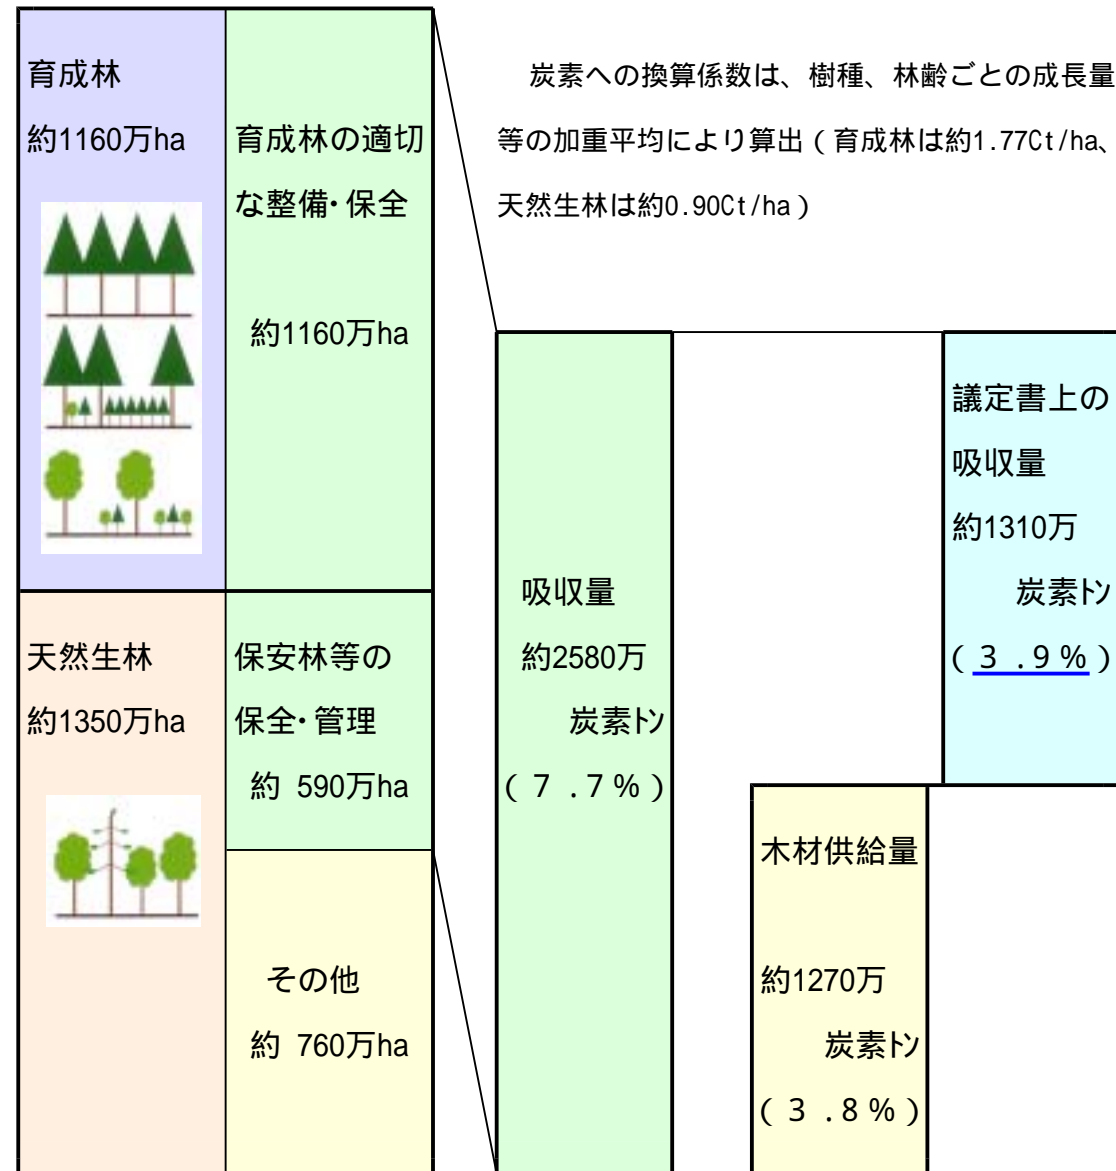 育成林
約1160万ha
育成林の適切
な整備・保全
約1160万ha
炭素への換算係数は、樹種、林齢ごとの成長量
等の加重平均により算出(育成林は約1.77Ct/ha、
天然生林は約0.90Ct/ha)
天然生林
約1350万ha
保安林等の
保全・管理
約 590万ha
その他
約 760万ha
吸収量
約2580万
炭素トン
(7.7%)
木材供給量
約1270万
炭素トン
(3.8%)
議定書上の
吸収量
約1310万
炭素トン
(3.9%)